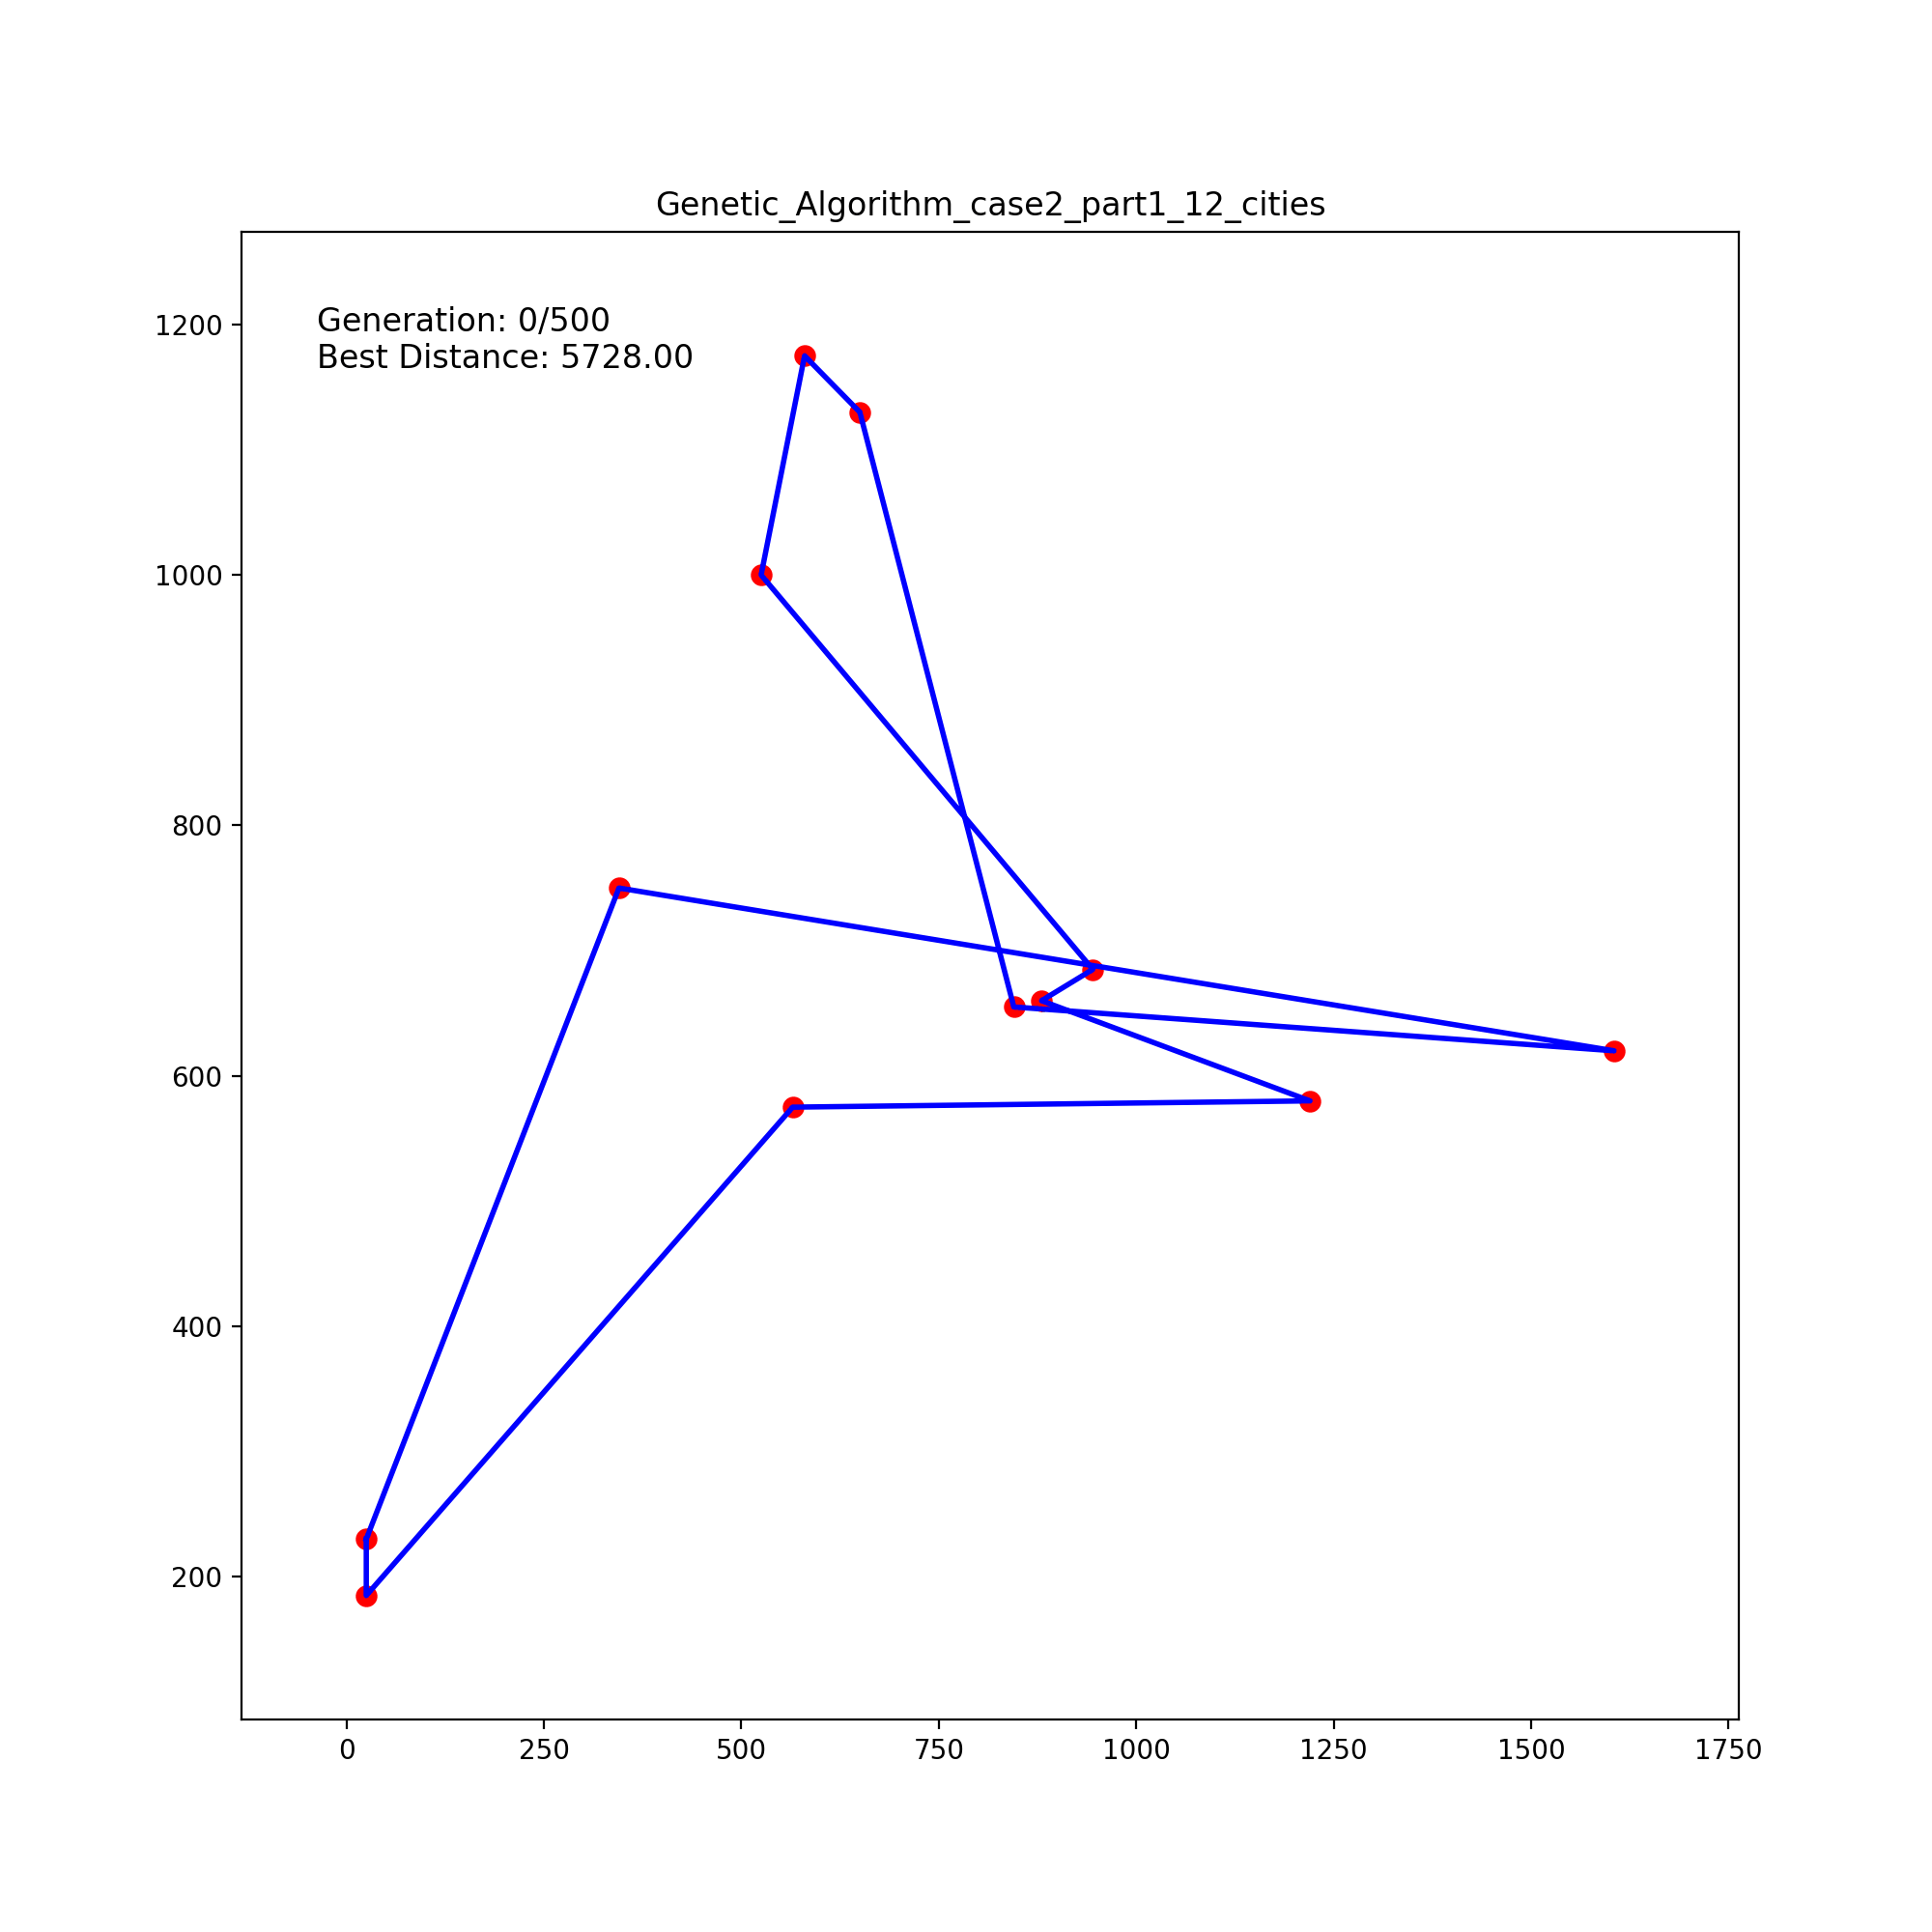 Genetic_Algorithm_case2_part1_12_cities
Generation: 0/500
Best Distance: 5728.00
1200
1000
800
600
400
200
0 250 500 750 1000 1250 1500 1750